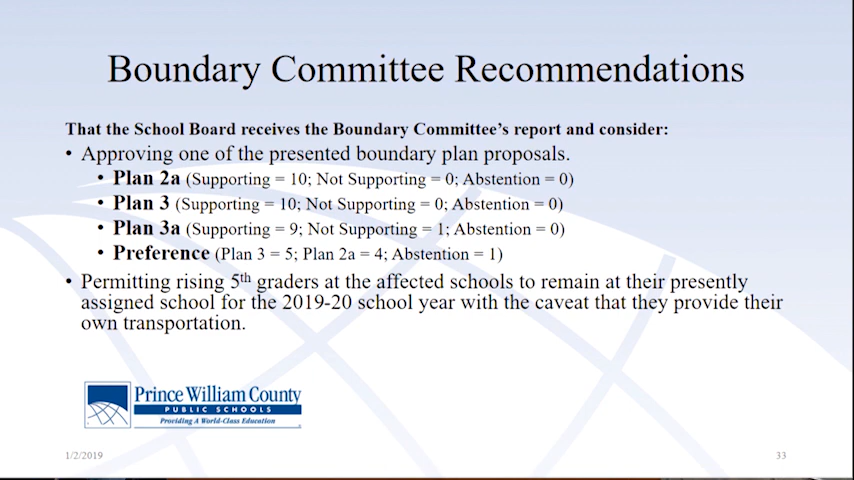 Boundary Committee Recommendations
That the School Board receives the Boundary Committee's report and consider:
• Approving one of the presented boundary plan proposals.
• Plan 2a (Supporting = 10; Not Supporting = 0; Abstention = 0)
• Plan 3 (Supporting = 10; Not Supporting = 0; Abstention = 0)
• Plan 3a (Supporting = 9; Not Supporting = 1; Abstention = 0)
• Preference (Plan 3 = 5; Plan 2a = 4; Abstention = 1)
• Permitting rising 5th graders at the affected schools to remain at their presently
assigned school for the 2019-20 school year with the caveat that they provide their
own transportation.
Prince William County
PUBLIC SCHOOLS
Providing A World-Class Education
1/2/2019
33